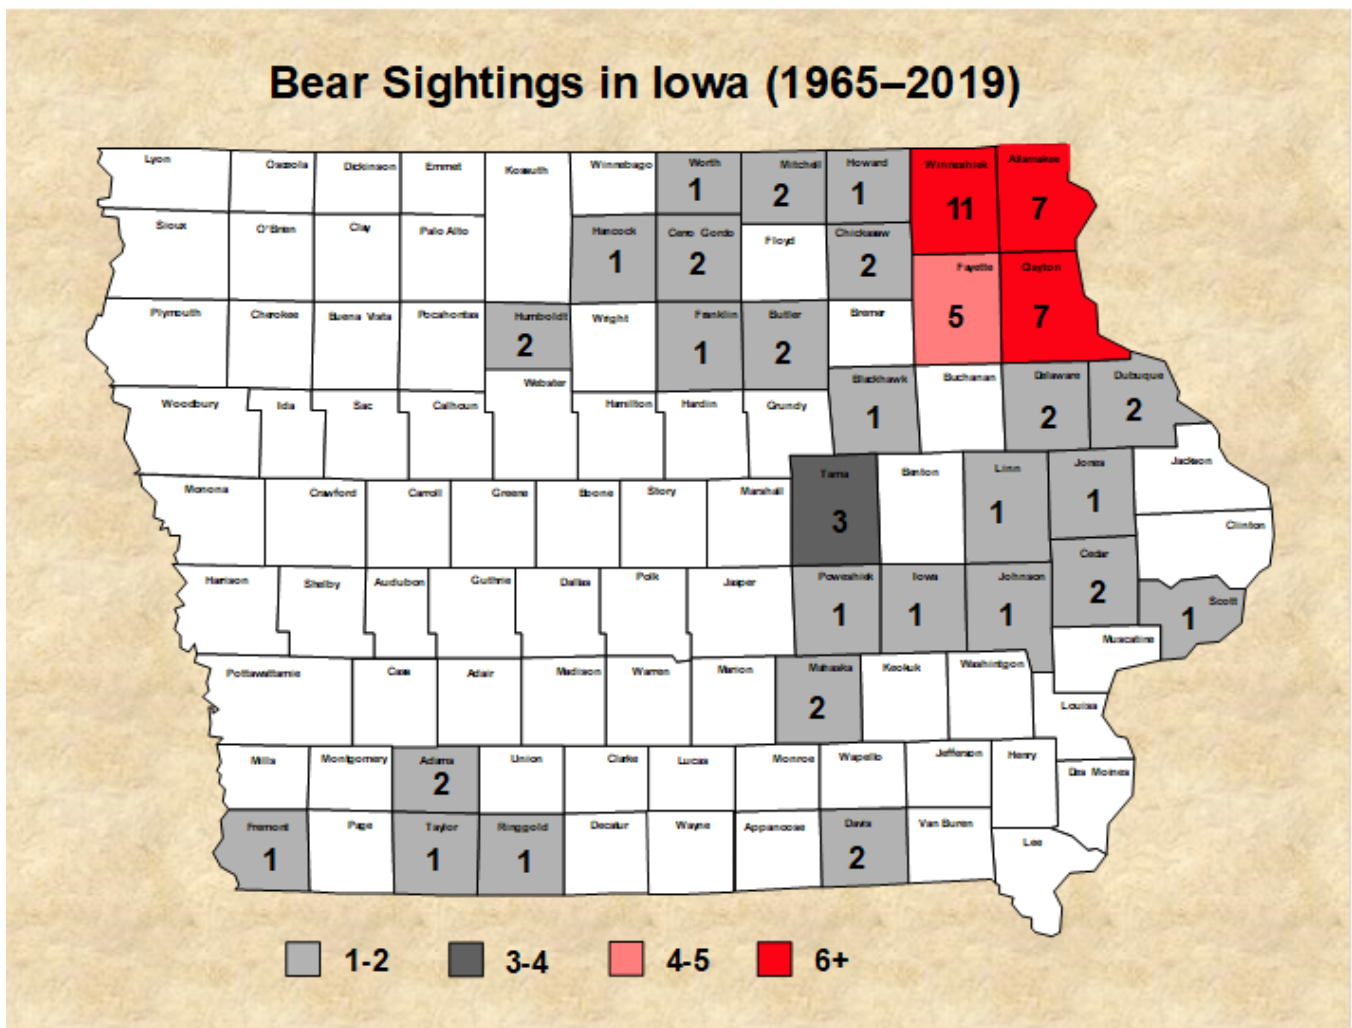 Bear Sightings in Iowa (1965–2019)
Lyon Osceola Dickinson Emmet Kossuth Winnebago Worth Mitchell Howard Winneshiek Allamakee
1 2 1 11 7
Sioux O'Brien Clay Palo Alto Hancock Cerro Gordo Floyd Chickasaw
1 2 2
Fayette Clayton
5 7
Plymouth Cherokee Buena Vista Pocahontas Humboldt Wright Franklin Butler Bremer
2 1 2
Webster Blackhawk Buchanan Delaware Dubuque
1 2 2
Woodbury Ida Sac Calhoun Hamilton Hardin Grundy
Tama Benton Linn Jones Jackson
3 1 1
Monona Crawford Carroll Greene Boone Story Marshall
Clinton
Cedar
2
Harrison Shelby Audubon Guthrie Dallas Polk Jasper Poweshiek Iowa Johnson Scott
1 1 1 1
Muscatine
Pottawattamie Cass Adair Madison Warren Marion Mahaska Keokuk Washintgon
2
Louisa
Mills Montgomery Adams Union Clarke Lucas Monroe Wapello Jefferson Henry
2
Des Moines
Fremont Page Taylor Ringgold Decatur Wayne Appanoose Davis Van Buren
1 1 1 2
Lee
1-2 3-4 4-5 6+